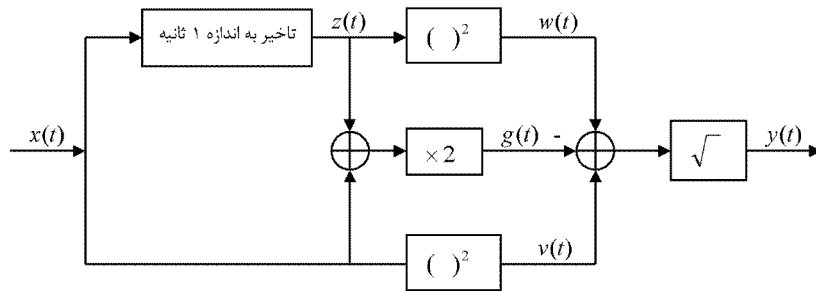 z(t)
w(t)
تاخیر به اندازه ۱ ثانیه
( )²
x(t)
× 2
g(t) -
√
y(t)
( )²
v(t)